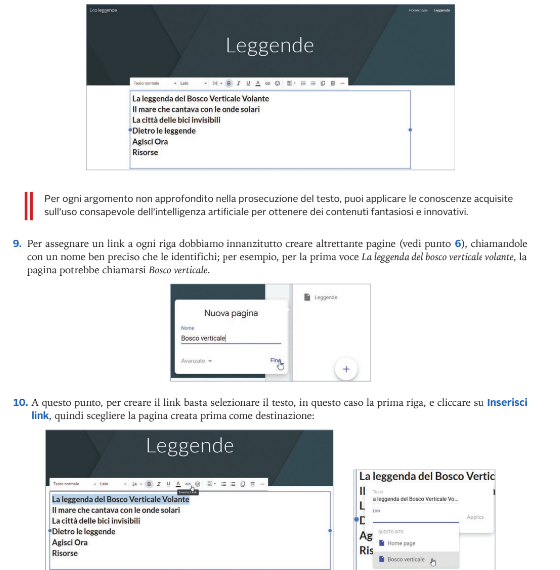 Leggende
Leggende
Testo normale Lato
La leggenda del Bosco Verticale Volante
Il mare che cantava con le onde solari
La città delle bici invisibili
Dietro le leggende
Agisci Ora
Risorse
Per ogni argomento non approfondito nella prosecuzione del testo, puoi applicare le conoscenze acquisite
sull'uso consapevole dell'intelligenza artificiale per ottenere dei contenuti fantasiosi e innovativi.
9. Per assegnare un link a ogni riga dobbiamo innanzitutto creare altrettante pagine (vedi punto 6), chiamandole
con un nome ben preciso che le identifichi; per esempio, per la prima voce La leggenda del bosco verticale volante, la
pagina potrebbe chiamarsi Bosco verticale.
Nuova pagina
Nome
Bosco verticale
Avanzate
Fine
Leggende
10. A questo punto, per creare il link basta selezionare il testo, in questo caso la prima riga, e cliccare su Inserisci
link, quindi scegliere la pagina creata prima come destinazione:
Leggende
Testo normale Lato
La leggenda del Bosco Verticale Volante
Il mare che cantava con le onde solari
La città delle bici invisibili
Dietro le leggende
Agisci Ora
Risorse
La leggenda del Bosco Vertic
a leggenda del Bosco Verticale Vo...
Link
Applica
QUESTO SITO
Home page
Bosco verticale
Ag
Ris